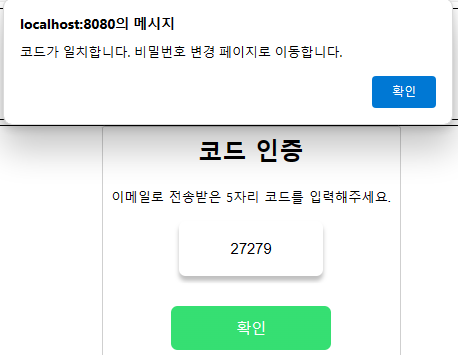 localhost:8080의 메시지
코드가 일치합니다. 비밀번호 변경 페이지로 이동합니다.
확인
코드 인증
이메일로 전송받은 5자리 코드를 입력해주세요.
27279
확인